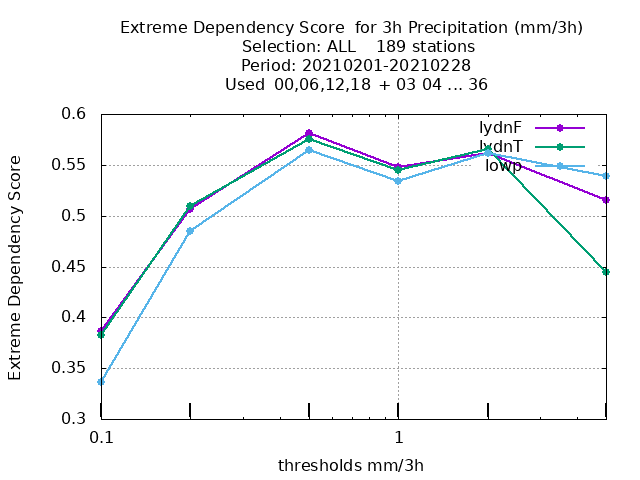 Extreme Dependency Score  for 3h Precipitation (mm/3h)
Selection: ALL    189 stations
Period: 20210201-20210228
Used  00,06,12,18 + 03 04 ... 36
0.6
0.55
0.5
0.45
0.4
0.35
0.3
Extreme Dependency Score
lydnF
lydnT
lowp
0.1
1
thresholds mm/3h